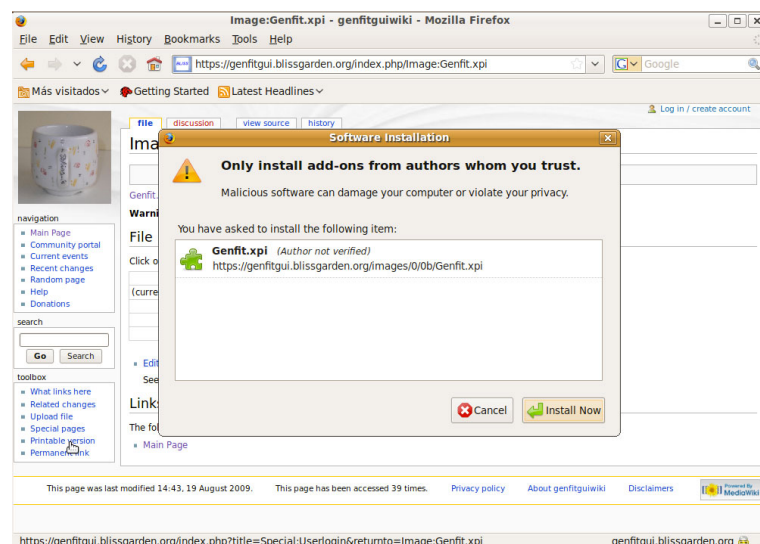 Image:Genfit.xpi - genfitguiwiki - Mozilla Firefox
File Edit View History Bookmarks Tools Help
https://genfitgui.blissgarden.org/index.php/Image:Genfit.xpi
Google
Más visitados Getting Started Latest Headlines
Log in / create account
file discussion view source history
Ima
Software Installation
Only install add-ons from authors whom you trust.
Malicious software can damage your computer or violate your privacy.
You have asked to install the following item:
Genfit.xpi (Author not verified)
https://genfitgui.blissgarden.org/images/0/0b/Genfit.xpi
Cancel Install Now
Genfit.
Warni
File
Click o
(curre
Edit
See
Link
The fol
Main Page
navigation
Main Page
Community portal
Current events
Recent changes
Random page
Help
Donations
search
Go Search
toolbox
What links here
Related changes
Upload file
Special pages
Printable version
Permanent link
This page was last modified 14:43, 19 August 2009. This page has been accessed 39 times. Privacy policy About genfitguiwiki Disclaimers
Powered By
MediaWiki
https://genfitgui.blissgarden.org/index.php?title=Special:Userlogin&returnto=Image:Genfit.xpi genfitgui.blissgarden.org